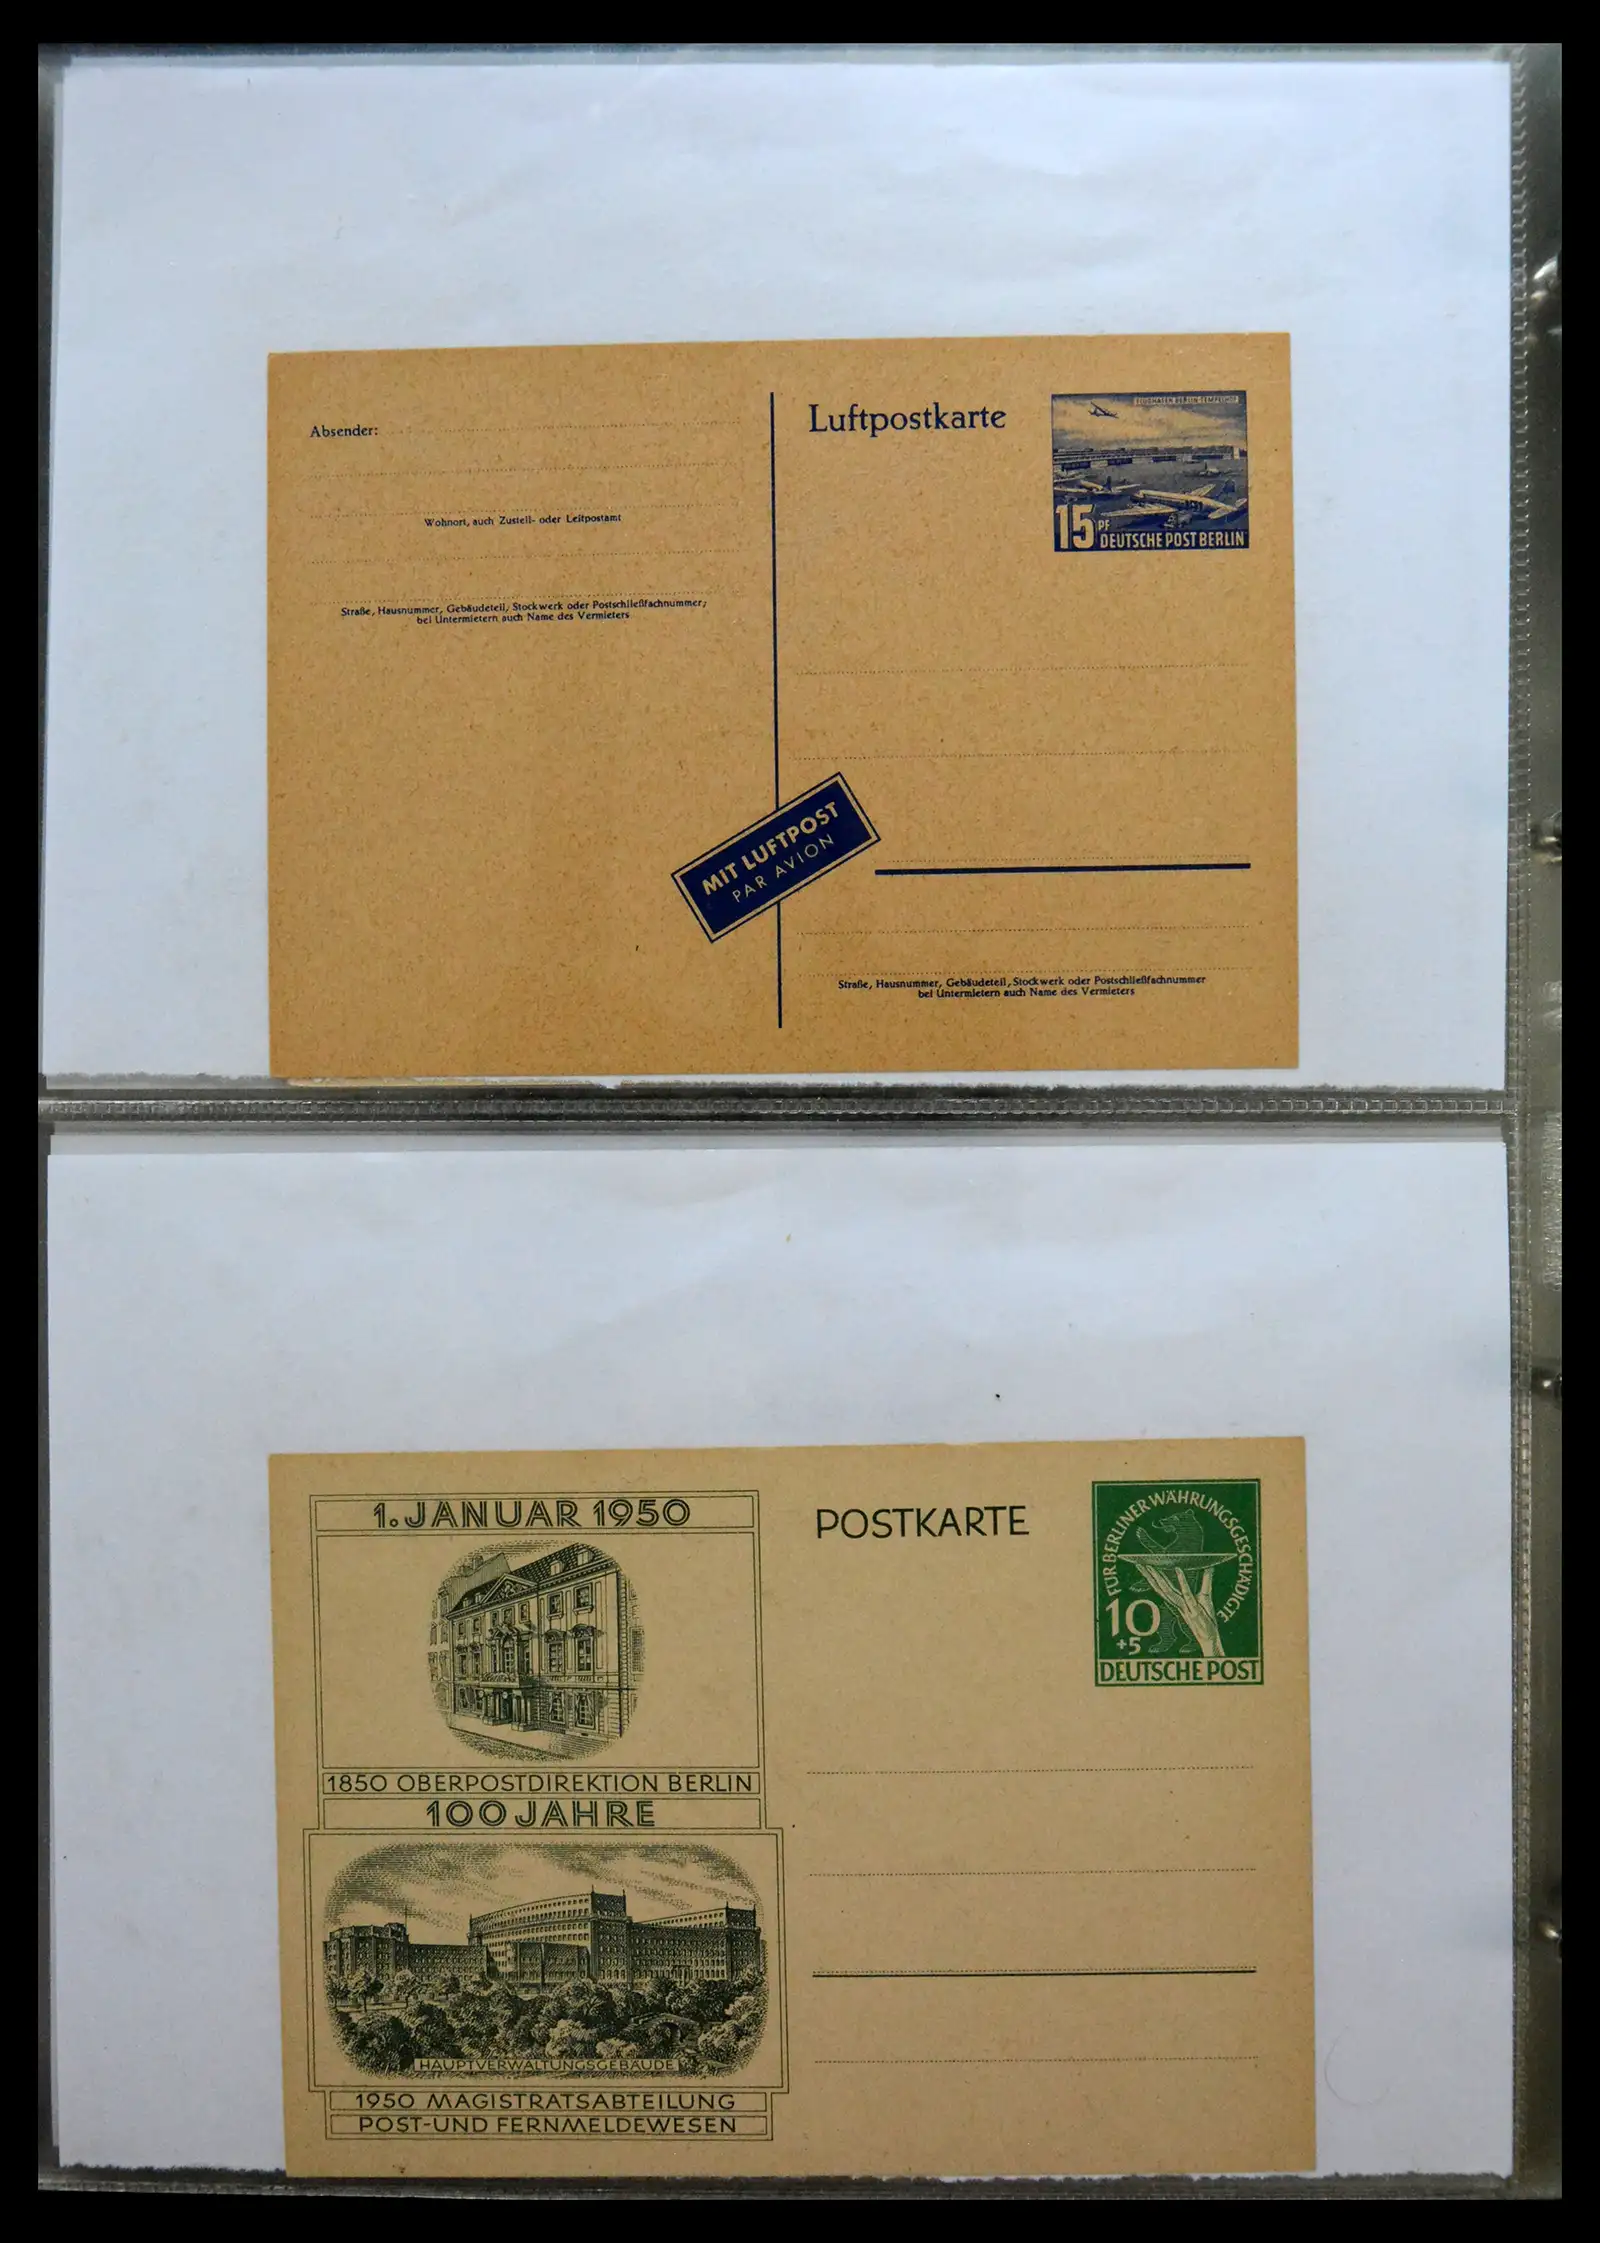 Absender:
Wohnort, auch Zustell- oder Leitpostamt
Straße, Hausnummer, Gebäudeteil, Stockwerk oder Postschließfachnummer;
bei Untermietern auch Name des Vermieters
Luftpostkarte
FLUGHAFEN BERLIN-TEMPELHOF
15 PF
DEUTSCHE POST BERLIN
MIT LUFTPOST
PAR AVION
Straße, Hausnummer, Gebäudeteil, Stockwerk oder Postschließfachnummer
bei Untermietern auch Name des Vermieters
1. JANUAR 1950
1850 OBERPOSTDIREKTION BERLIN
100 JAHRE
HAUPTVERWALTUNGSGEBÄUDE
1950 MAGISTRATSABTEILUNG
POST-UND FERNMELDEWESEN
POSTKARTE
FÜR BERLINER WÄHRUNGSGESCHÄDIGTE
10
+5
DEUTSCHE POST